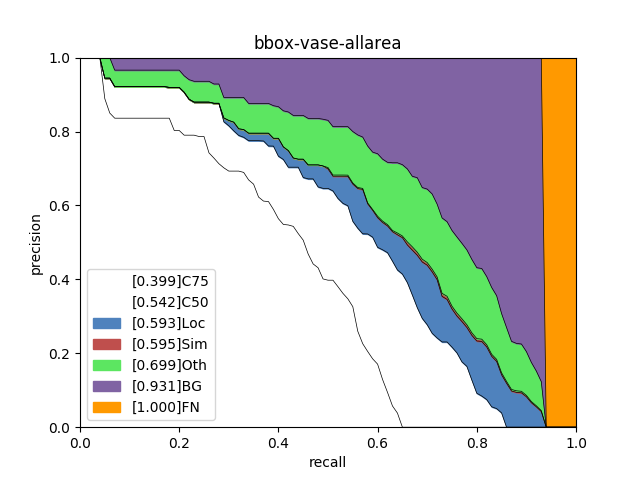 bbox-vase-allarea
precision
1.0
0.8
0.6
0.4
0.2
0.0
[0.399]C75
[0.542]C50
[0.593]Loc
[0.595]Sim
[0.699]Oth
[0.931]BG
[1.000]FN
0.0 0.2 0.4 0.6 0.8 1.0
recall